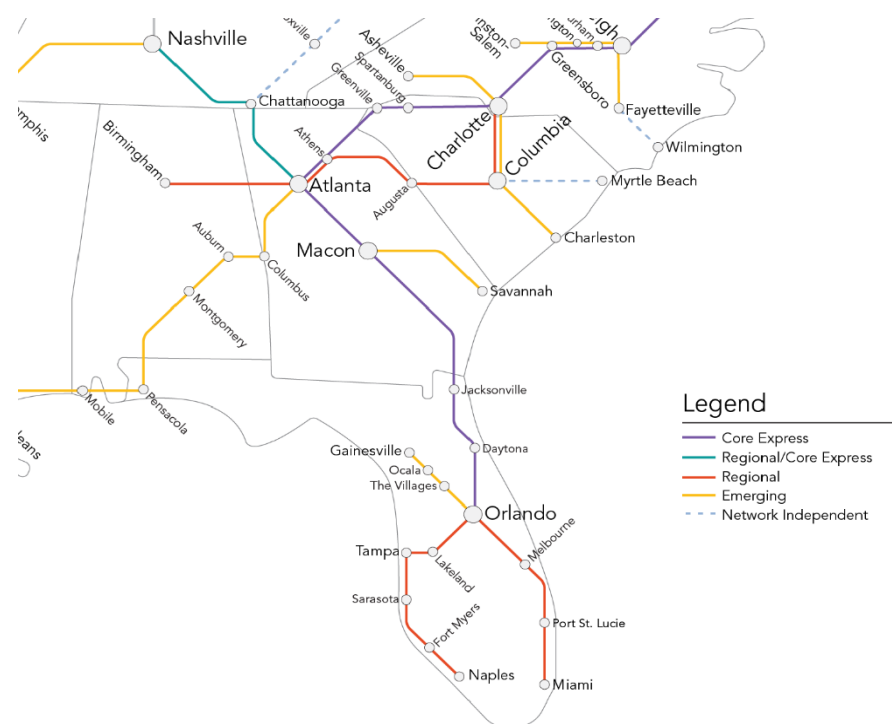 Nashville
Asheville
Salem
Greensboro
Fayetteville
Wilmington
Chattanooga
Greenville
Spartanburg
Charlotte
Columbia
Myrtle Beach
Charleston
Birmingham
Athens
Atlanta
Augusta
Auburn
Columbus
Macon
Savannah
Montgomery
Mobile
Pensacola
Jacksonville
Daytona
Gainesville
Ocala
The Villages
Orlando
Melbourne
Tampa
Lakeland
Sarasota
Fort Myers
Port St. Lucie
Naples
Miami
Legend
Core Express
Regional/Core Express
Regional
Emerging
Network Independent